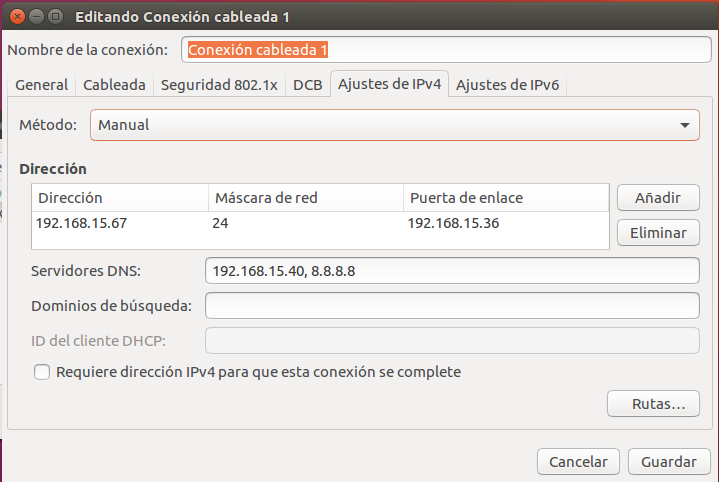 Editando Conexión cableada 1
Nombre de la conexión: Conexión cableada 1
General Cableada Seguridad 802.1x DCB Ajustes de IPv4 Ajustes de IPv6
Método: Manual
Dirección
Dirección Máscara de red Puerta de enlace Añadir
192.168.15.67 24 192.168.15.36
Eliminar
Servidores DNS: 192.168.15.40, 8.8.8.8
Dominios de búsqueda:
ID del cliente DHCP:
Requiere dirección IPv4 para que esta conexión se complete
Rutas...
Cancelar Guardar